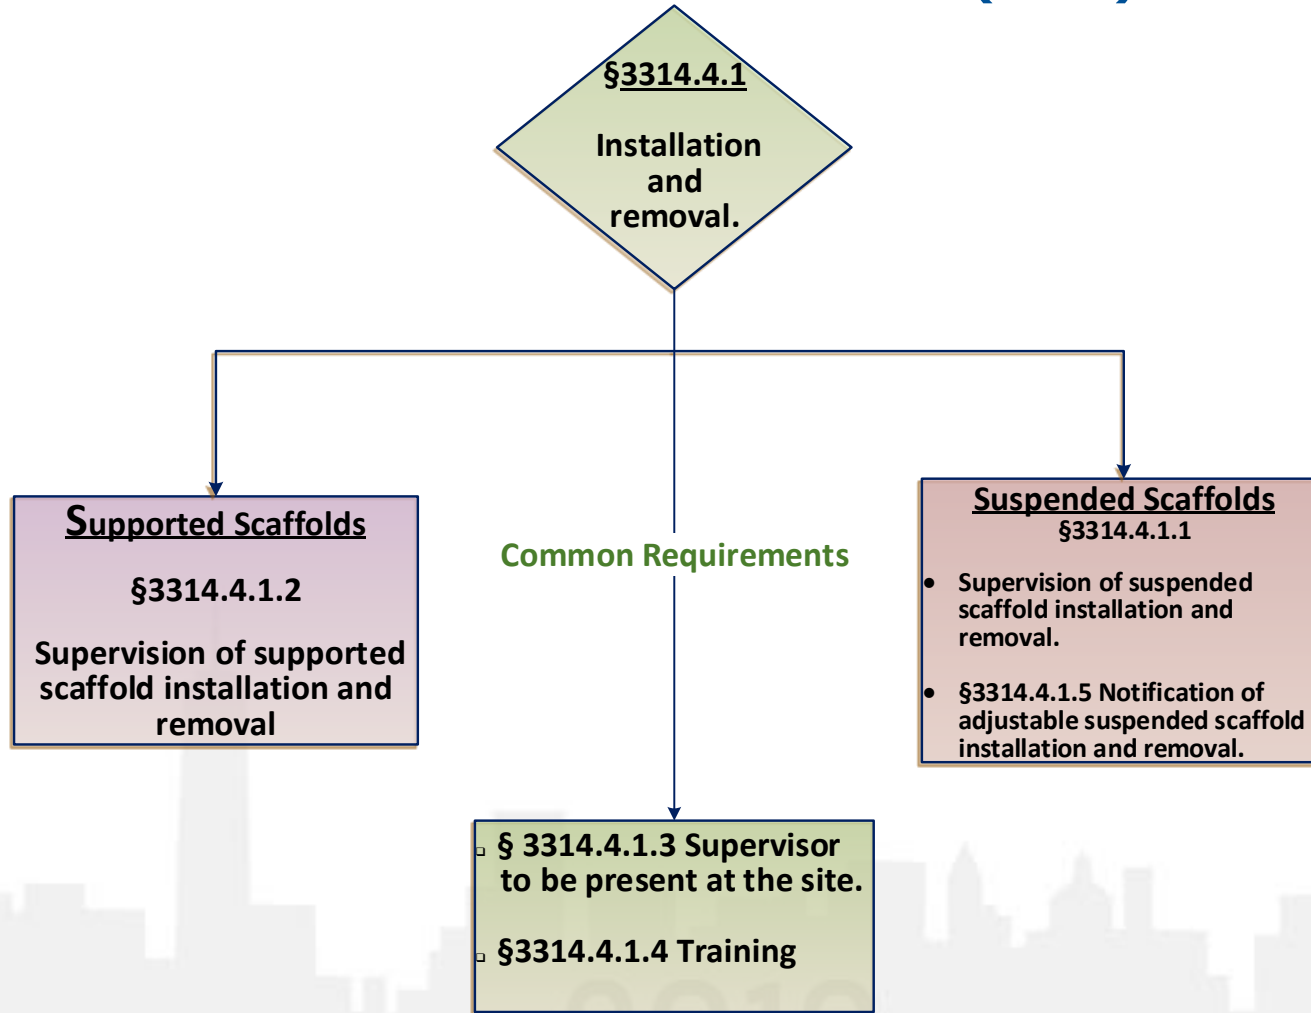 §3314.4.1
Installation
and
removal.
Supported Scaffolds
§3314.4.1.2
Supervision of supported
scaffold installation and
removal
Common Requirements
Suspended Scaffolds
§3314.4.1.1
• Supervision of suspended
scaffold installation and
removal.
• §3314.4.1.5 Notification of
adjustable suspended scaffold
installation and removal.
§ 3314.4.1.3 Supervisor
to be present at the site.
§3314.4.1.4 Training